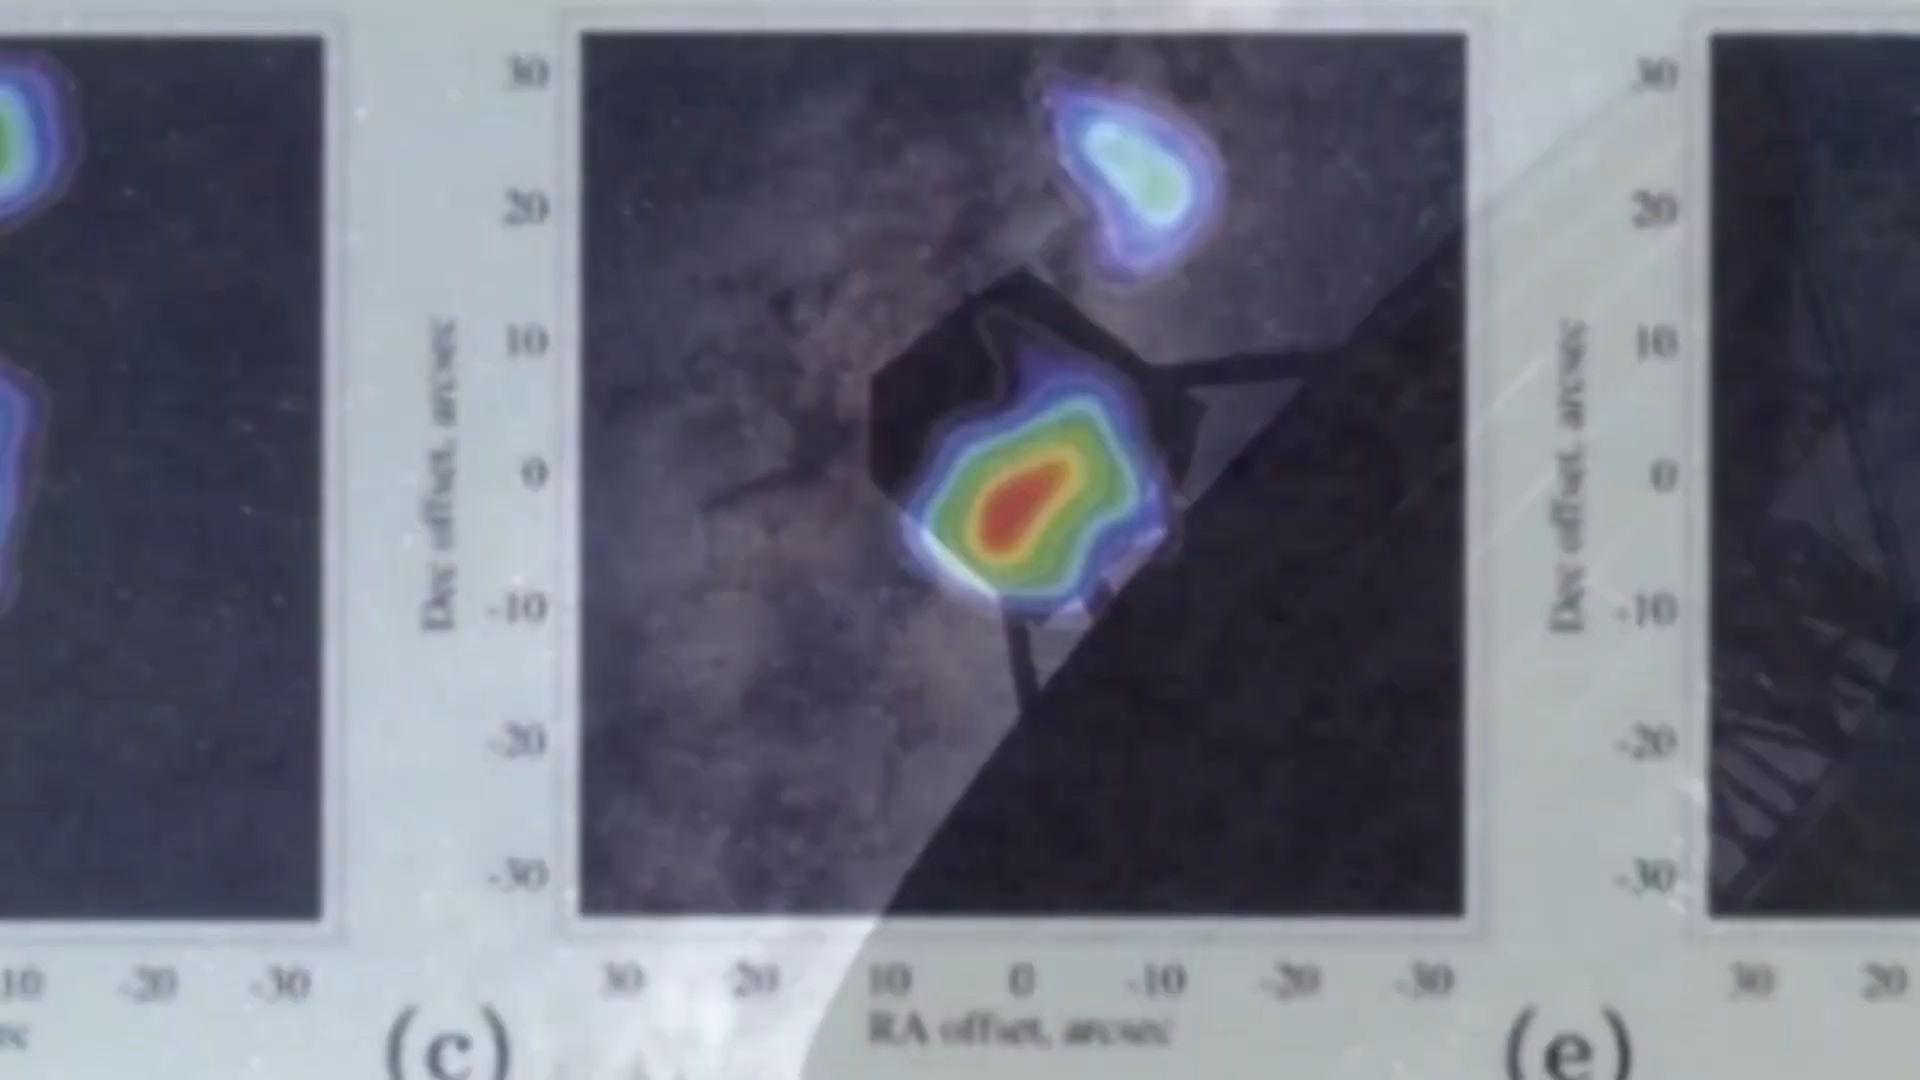 30
20
10
0
-10
-20
-30
Dec offset, arcsec
30 20 10 0 -10 -20 -30
RA offset, arcsec
30
20
10
0
-10
-20
-30
Dec offset, arcsec
30 20
-20 -30
(c)
(e)